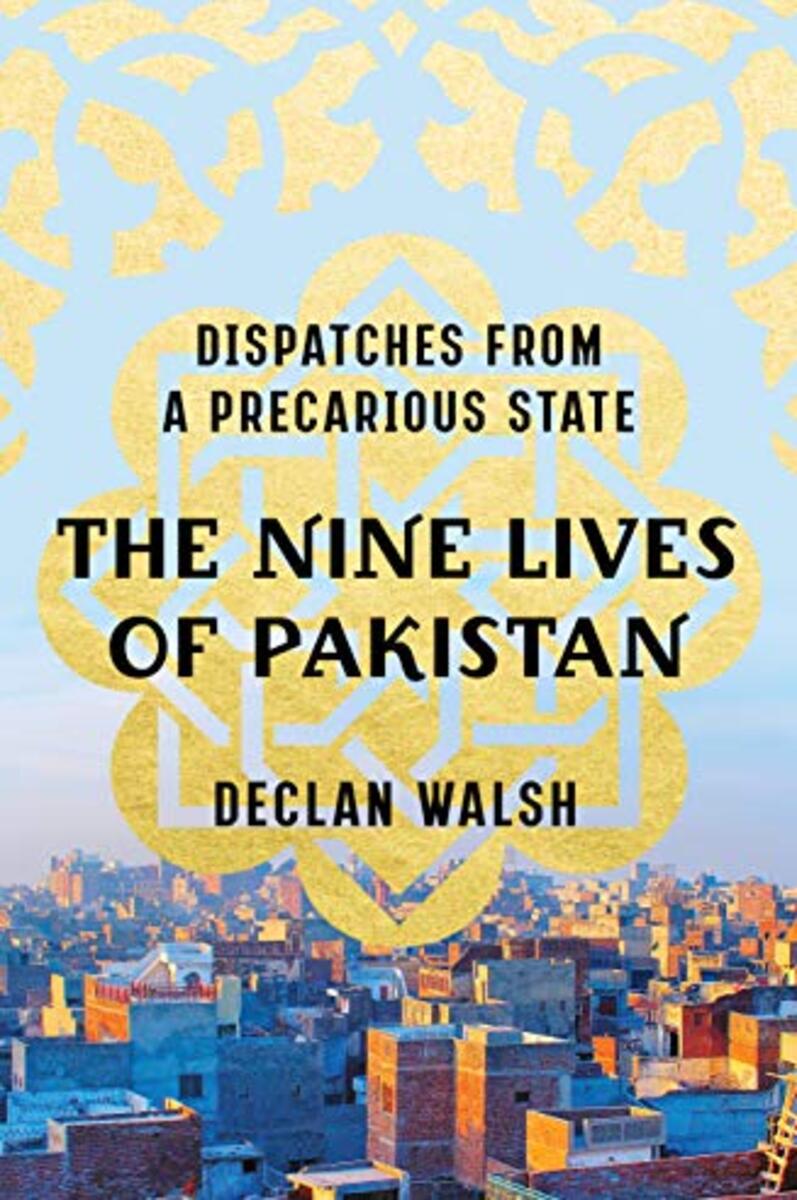 DISPATCHES FROM
A PRECARIOUS STATE
THE NINE LIVES
OF PAKISTAN
DECLAN WALSH